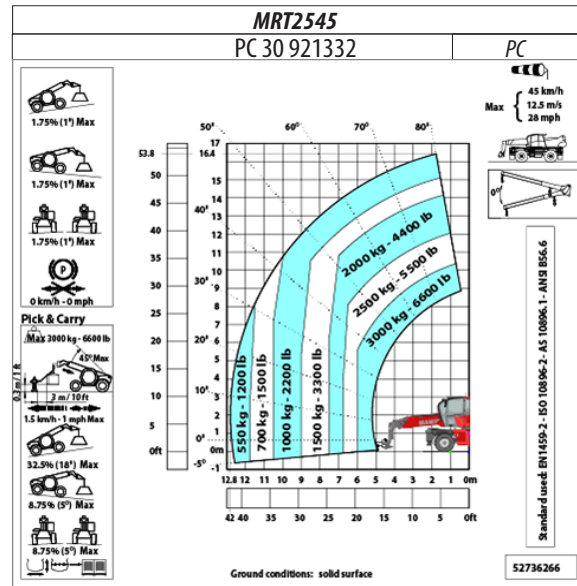 MRT2545
PC 30 921332
PC
1.75% (1°) Max
1.75% (1°) Max
1.75% (1°) Max
P
0 km/h - 0 mph
Pick & Carry
Max 3000 kg - 6600 lb
45° Max
0.3 m/1 ft
3 m/ 10 ft
1.5 km/h - 1 mph Max
32.5% (18°) Max
8.75% (5°) Max
8.75% (5°) Max
53.8
50
45
40
35
30
25
20
15
10
5
0ft
17
16.4
15
14
13
12
11
10
9
8
7
6
5
4
3
2
1
0m
-1
50°
60°
70°
80°
40°
30°
20°
10°
0°
-5°
550 kg - 1200 lb
700 kg - 1500 lb
1000 kg - 2200 lb
1500 kg - 3300 lb
2000 kg - 4400 lb
2500 kg - 5500 lb
3000 kg - 6600 lb
12.8 12 11 10 9 8 7 6 5 4 3 2 1 0m
42 40 35 30 25 20 15 10 5 0ft
Ground conditions: solid surface
Max
45 km/h
12.5 m/s
28 mph
0°
Standard used: EN1459-2 - ISO 10896-2 - AS 10896.1 - ANSI B56.6
52736266